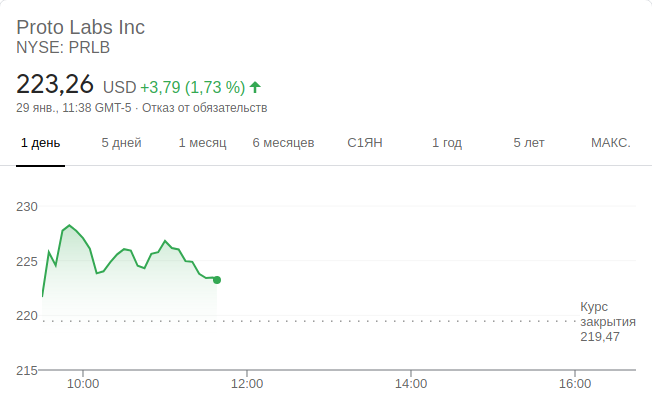 Proto Labs Inc
NYSE: PRLB
223,26 USD +3,79 (1,73 %)
29 янв., 11:38 GMT-5 · Отказ от обязательств
1 день 5 дней 1 месяц 6 месяцев С1ЯН 1 год 5 лет МАКС.
230
225
220
215
Курс
закрытия
219,47
10:00 12:00 14:00 16:00